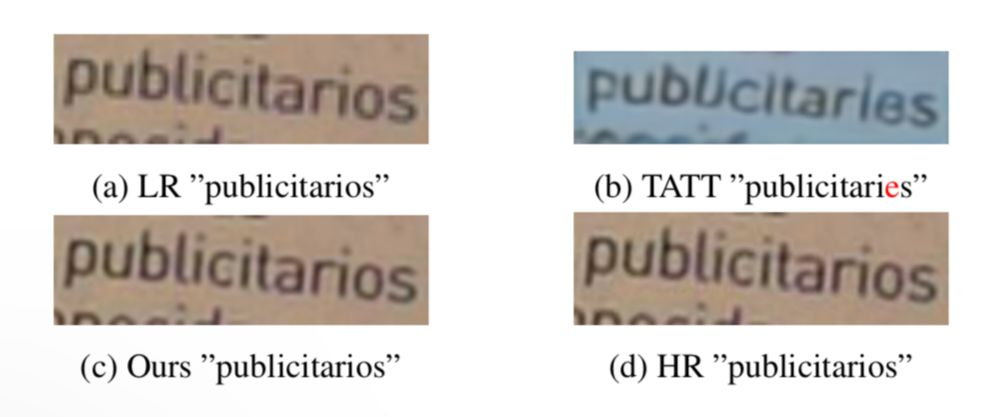 publicitarios
publicitaries
(a) LR ”publicitarios”
(b) TATT ”publicitaries”
publicitarios
publicitarios
(c) Ours ”publicitarios”
(d) HR ”publicitarios”